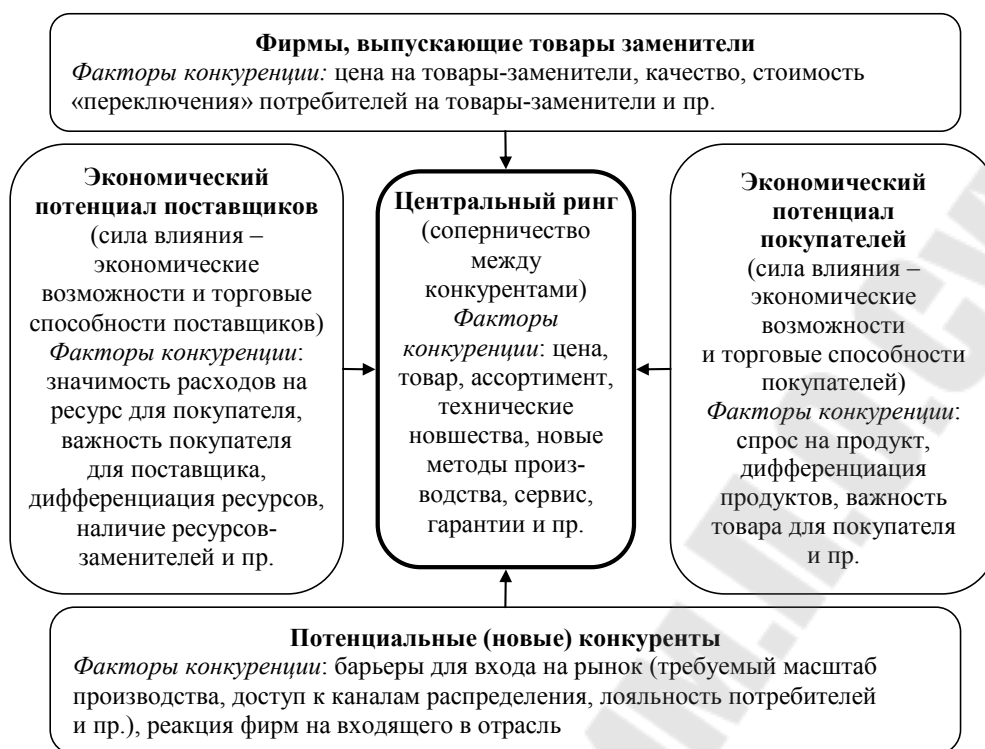 Фирмы, выпускающие товары заменители
Факторы конкуренции: цена на товары-заменители, качество, стоимость
«переключения» потребителей на товары-заменители и пр.
Экономический
потенциал поставщиков
(сила влияния –
экономические
возможности и торговые
способности поставщиков)
Факторы конкуренции:
значимость расходов на
ресурс для покупателя,
важность покупателя
для поставщика,
дифференциация ресурсов,
наличие ресурсов-
заменителей и пр.
Центральный ринг
(соперничество
между
конкурентами)
Факторы
конкуренции: цена,
товар, ассортимент,
технические
новшества, новые
методы произ-
водства, сервис,
гарантии и пр.
Экономический
потенциал
покупателей
(сила влияния –
экономические
возможности
и торговые способности
покупателей)
Факторы конкуренции:
спрос на продукт,
дифференциация
продуктов, важность
товара для покупателя
и пр.
Потенциальные (новые) конкуренты
Факторы конкуренции: барьеры для входа на рынок (требуемый масштаб
производства, доступ к каналам распределения, лояльность потребителей
и пр.), реакция фирм на входящего в отрасль